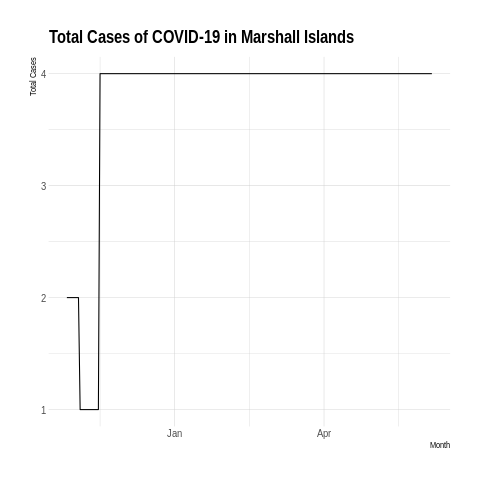 Total Cases of COVID-19 in Marshall Islands
Total Cases
4
3
2
1
Jan
Apr
Month